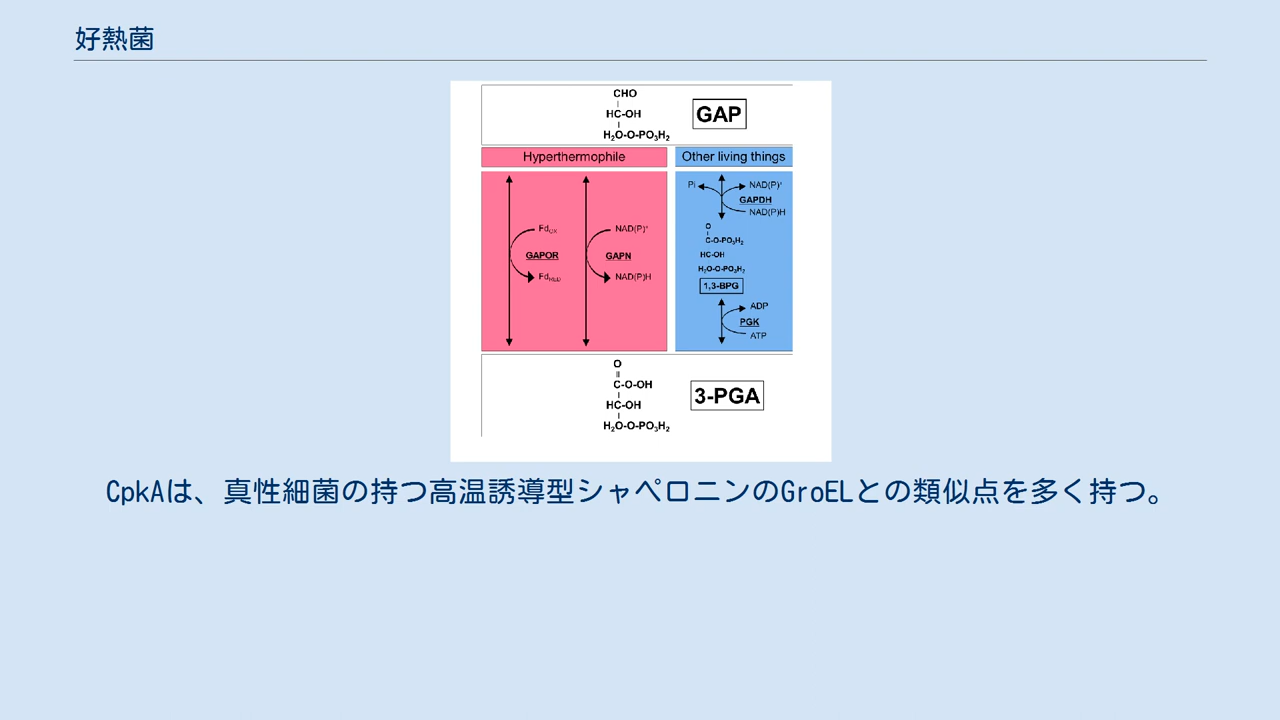 好熱菌
CHO
HC-OH
H₂O-O-PO₃H₂
GAP
Hyperthermophile
Other living things
Pi
NAD(P)⁺
GAPDH
NAD(P)H
Fd_OX
GAPOR
Fd_RED
NAD(P)⁺
GAPN
NAD(P)H
O
C-O-PO₃H₂
HC-OH
H₂O-O-PO₃H₂
1,3-BPG
ADP
PGK
ATP
O
C-O-OH
HC-OH
H₂O-O-PO₃H₂
3-PGA
CpkAは、真性細菌の持つ高温誘導型シャペロニンのGroELとの類似点を多く持つ。